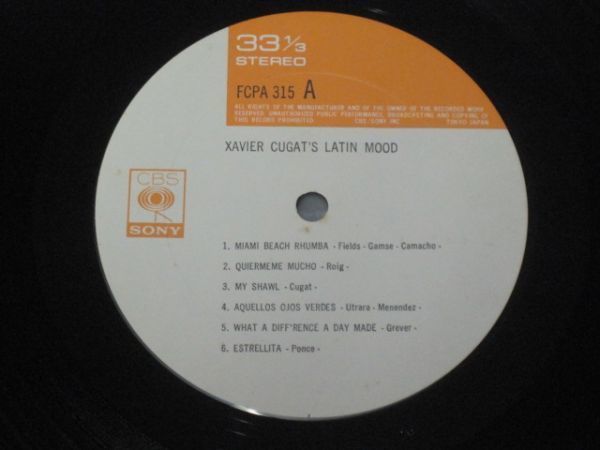 33 1/3
STEREO
FCPA 315 A
ALL RIGHTS OF THE MANUFACTURER AND OF THE OWNER OF THE RECORDED WORK
RESERVED. UNAUTHORIZED PUBLIC PERFORMANCE, BROADCASTING AND COPYING OF
THIS RECORD PROHIBITED. CBS/SONY INC. TOKYO JAPAN
XAVIER CUGAT'S LATIN MOOD
CBS
SONY
1. MIAMI BEACH RHUMBA - Fields - Gamse - Camacho -
2. QUIERMEME MUCHO - Roig -
3. MY SHAWL - Cugat -
4. AQUELLOS OJOS VERDES - Utrara - Menendez -
5. WHAT A DIFF'RENCE A DAY MADE - Grever -
6. ESTRELLITA - Ponce -